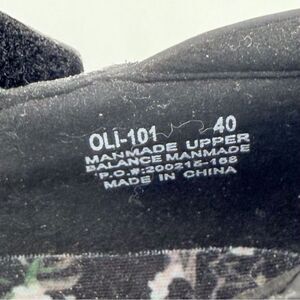 OLI-101 40
MANMADE UPPER
BALANCE MANMADE
P.O.#:200215-168
MADE IN CHINA